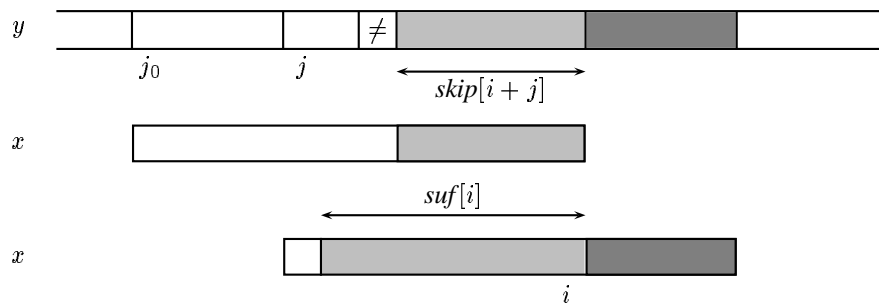 y ≠
j₀ j
skip[i + j]
x
suf[i]
x
i